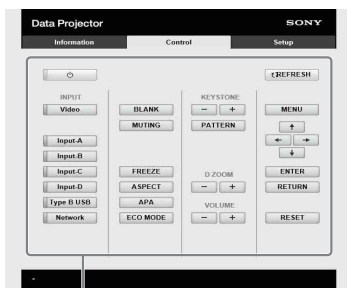 Data Projector
SONY
Information
Control
Setup
REFRESH
INPUT
Video
Input-A
Input-B
Input-C
Input-D
Type B USB
Network
BLANK
MUTING
FREEZE
ASPECT
APA
ECO MODE
KEYSTONE
- +
PATTERN
D ZOOM
- +
VOLUME
- +
MENU
ENTER
RETURN
RESET